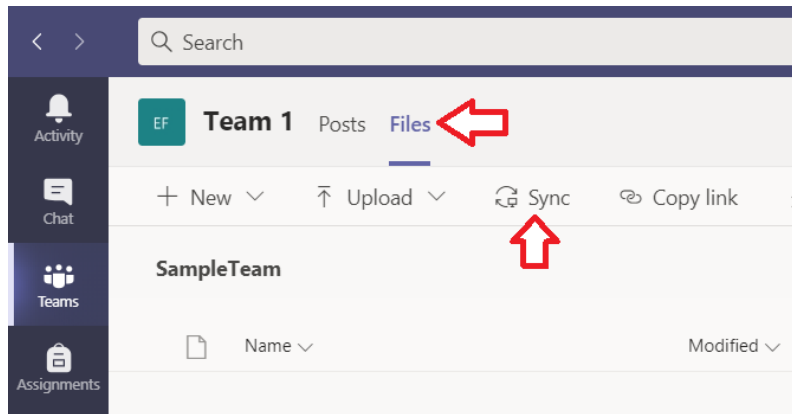 Search
Activity
Chat
Teams
Assignments
EF Team 1 Posts Files
New Upload Sync Copy link
SampleTeam
Name Modified